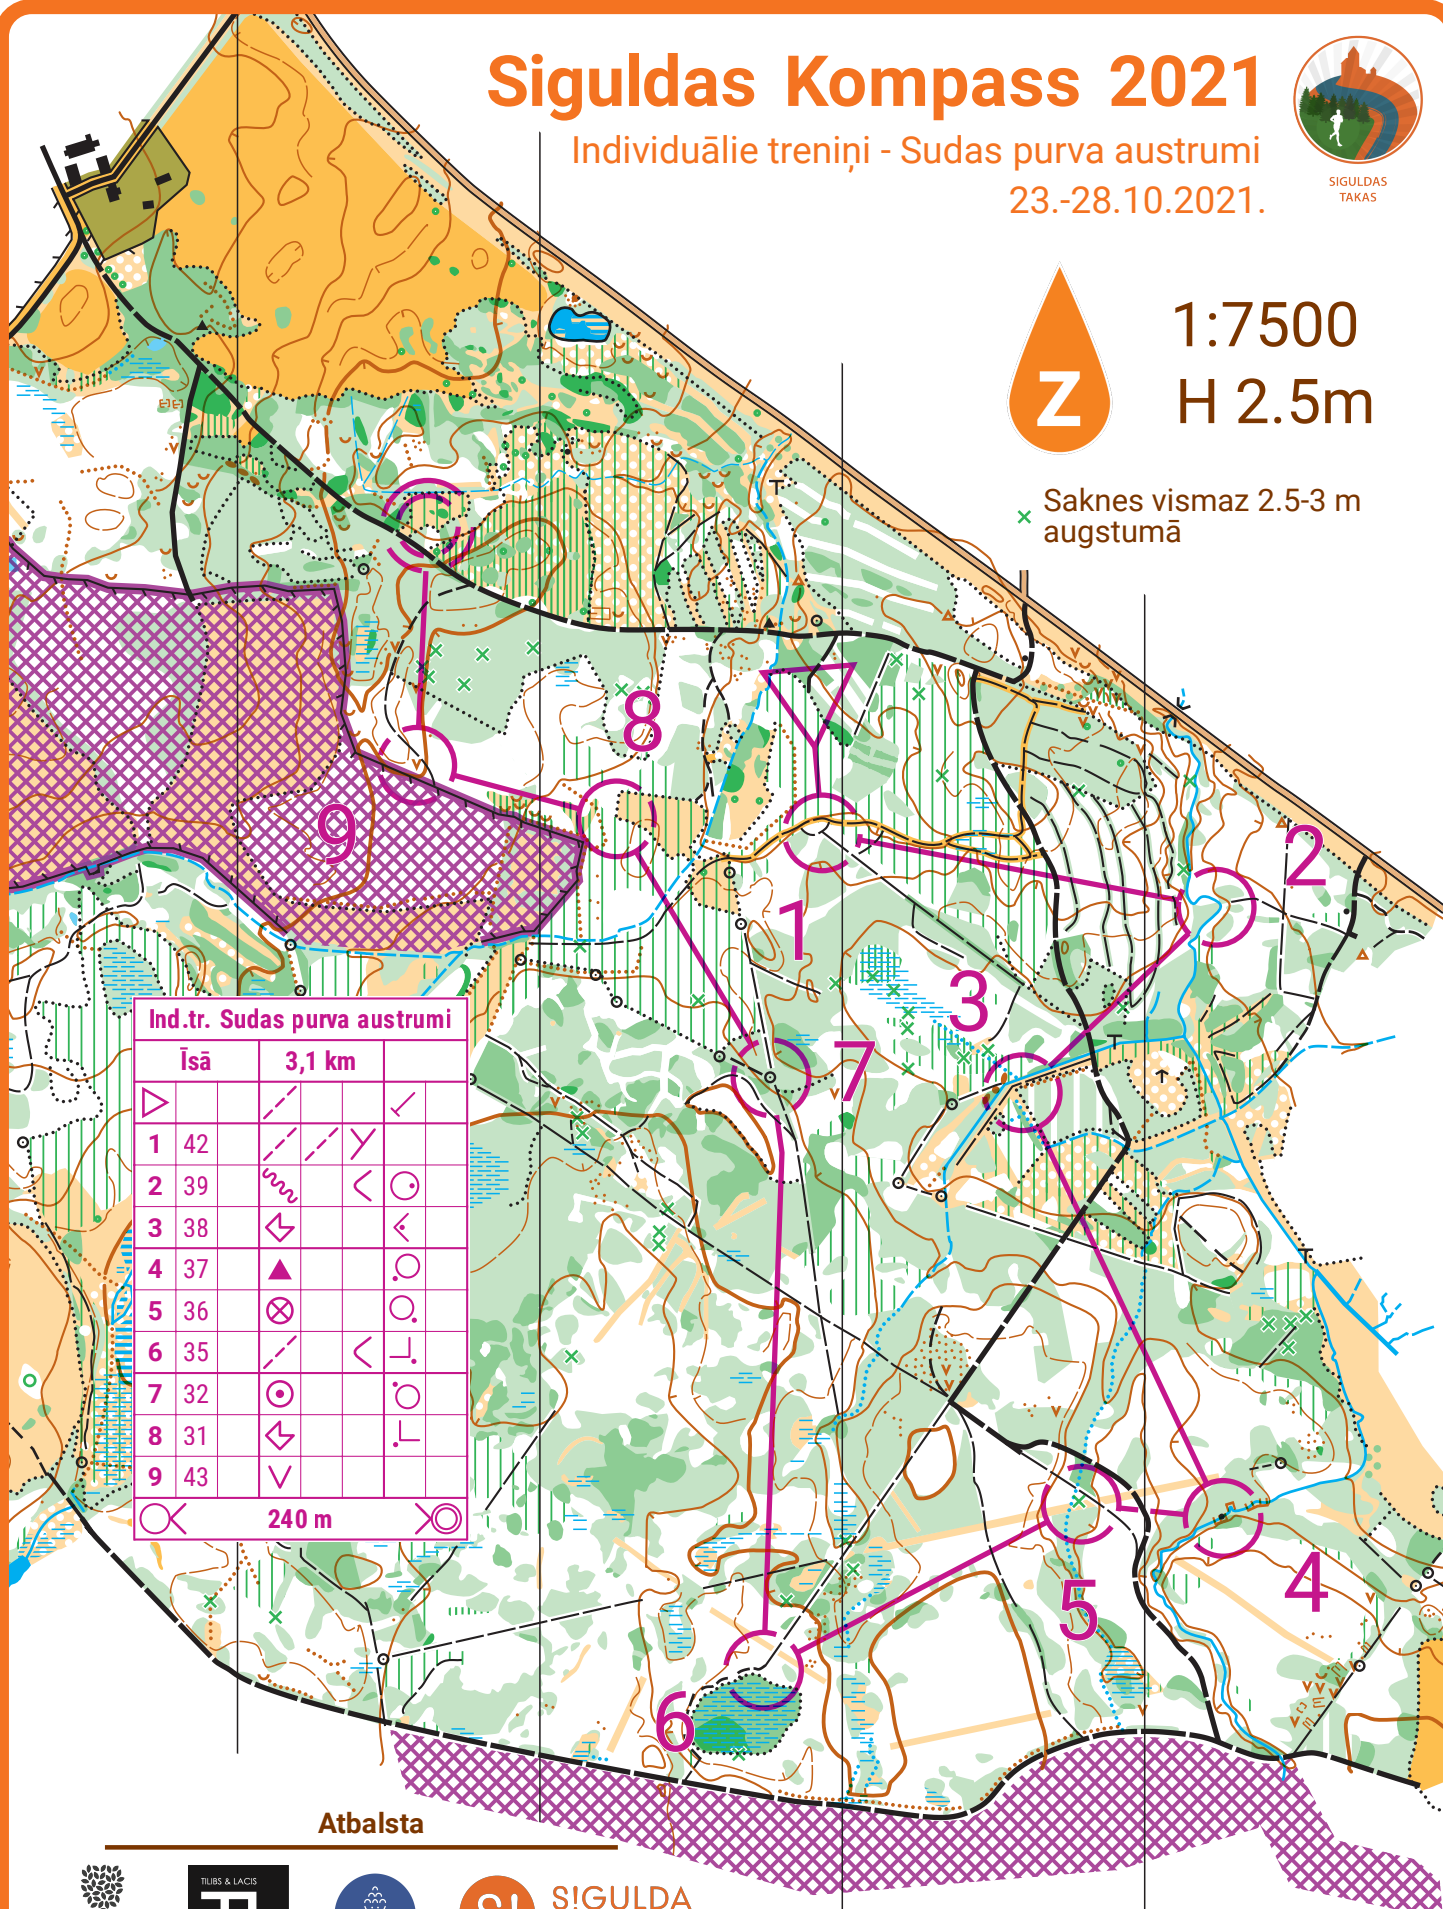 Siguldas Kompass 2021
Individuālie treniņi - Sudas purva austrumi
23.-28.10.2021.
SIGULDAS
TAKAS
Z
1:7500
H 2.5m
Saknes vismaz 2.5-3 m
augstumā
8
9
2
1
3
7
5
4
6
Ind.tr. Sudas purva austrumi
Īsā 3,1 km
1 42
2 39
3 38
4 37
5 36
6 35
7 32
8 31
9 43
240 m
Atbalsta
TILIBS & LACIS
S!GULDA